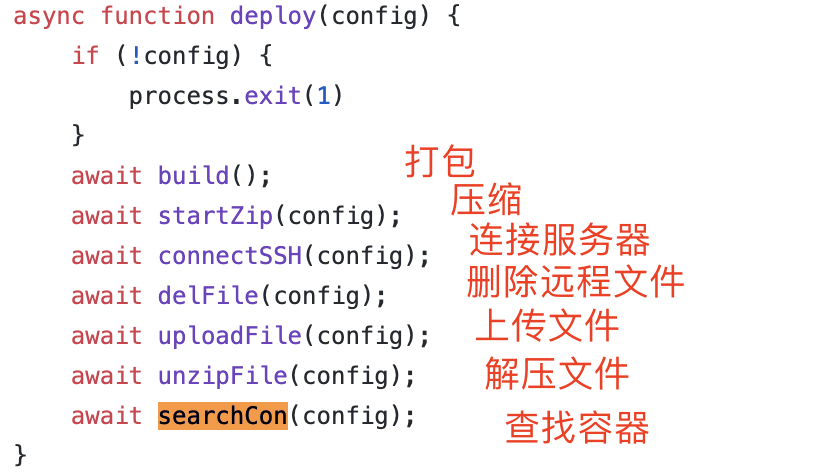 async function deploy(config) {
if (!config) {
process.exit(1)
}
await build(); 打包
await startZip(config); 压缩
await connectSSH(config); 连接服务器
await delFile(config); 删除远程文件
await uploadFile(config); 上传文件
await unzipFile(config); 解压文件
await searchCon(config); 查找容器
}